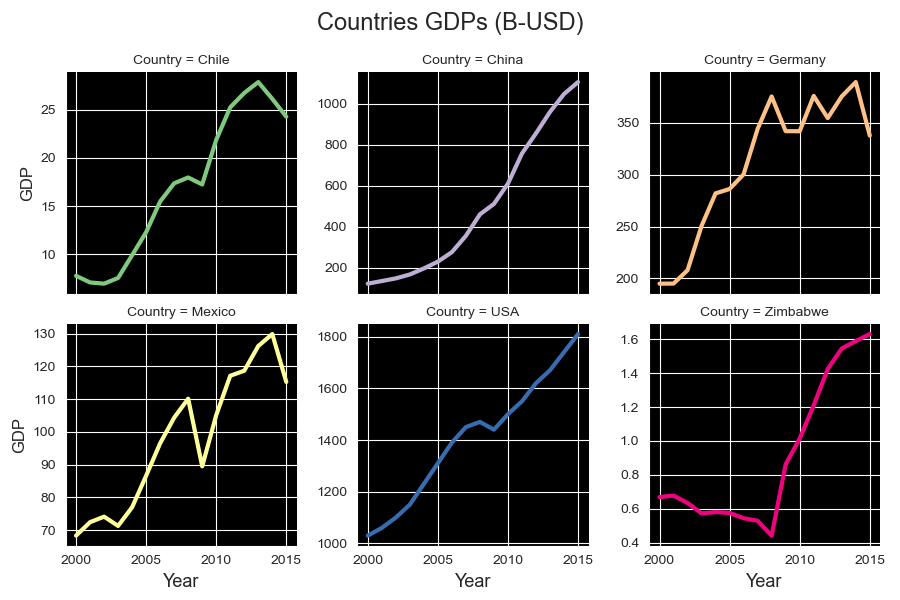 Countries GDPs (B-USD)
Country = Chile
Country = China
Country = Germany
GDP
25
20
15
10
1000
800
600
400
200
350
300
250
200
Country = Mexico
Country = USA
Country = Zimbabwe
GDP
130
120
110
100
90
80
70
1800
1600
1400
1200
1000
1.6
1.4
1.2
1.0
0.8
0.6
0.4
2000 2005 2010 2015
2000 2005 2010 2015
2000 2005 2010 2015
Year
Year
Year